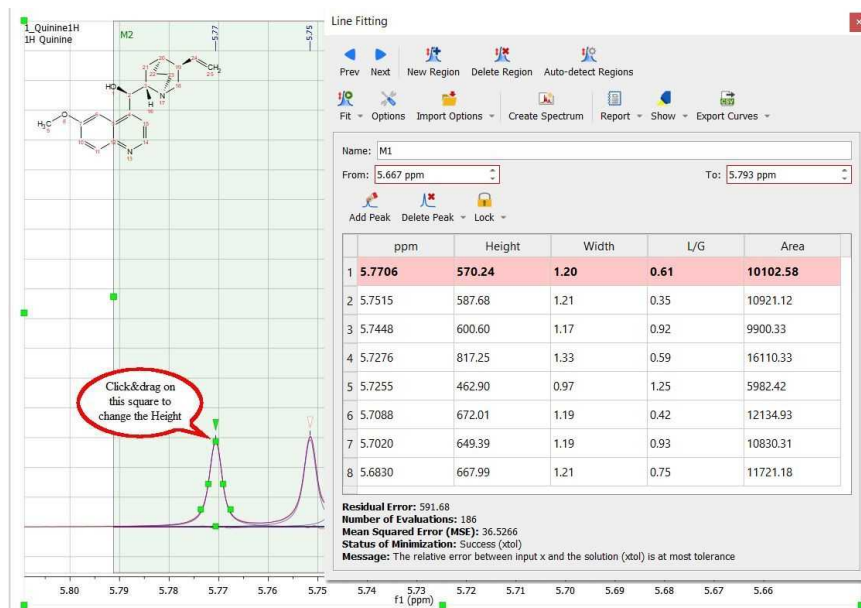 1_Quinine1H
1H Quinine
M2
5.77
5.75
HO
CH2
H
N
O
H3C
N
Click&drag on
this square to
change the Height
Line Fitting
Prev Next New Region Delete Region Auto-detect Regions
Fit Options Import Options Create Spectrum Report Show Export Curves
Name: M1
From: 5.667 ppm To: 5.793 ppm
Add Peak Delete Peak Lock
ppm Height Width L/G Area
1 5.7706 570.24 1.20 0.61 10102.58
2 5.7515 587.68 1.21 0.35 10921.12
3 5.7448 600.60 1.17 0.92 9900.33
4 5.7276 817.25 1.33 0.59 16110.33
5 5.7255 462.90 0.97 1.25 5982.42
6 5.7088 672.01 1.19 0.42 12134.93
7 5.7020 649.39 1.19 0.93 10830.31
8 5.6830 667.99 1.21 0.75 11721.18
Residual Error: 591.68
Number of Evaluations: 186
Mean Squared Error (MSE): 36.5266
Status of Minimization: Success (xtol)
Message: The relative error between input x and the solution (xtol) is at most tolerance
5.80 5.79 5.78 5.77 5.76 5.75 5.74 5.73 5.72 5.71 5.70 5.69 5.68 5.67 5.66
f1 (ppm)